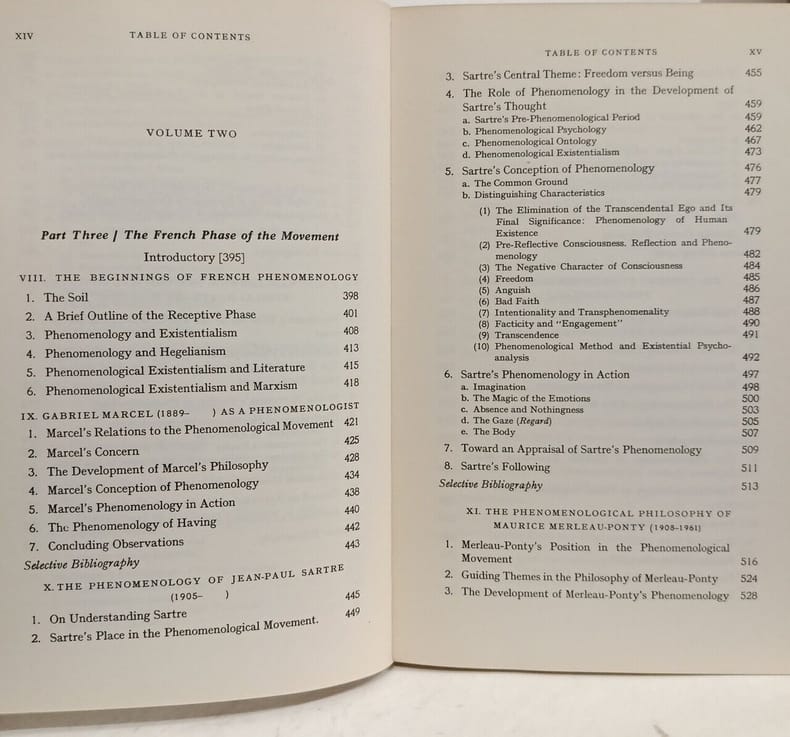 XIV TABLE OF CONTENTS
VOLUME TWO
Part Three / The French Phase of the Movement
Introductory [395]
VIII. THE BEGINNINGS OF FRENCH PHENOMENOLOGY
1. The Soil 398
2. A Brief Outline of the Receptive Phase 401
3. Phenomenology and Existentialism 408
4. Phenomenology and Hegelianism 413
5. Phenomenological Existentialism and Literature 415
6. Phenomenological Existentialism and Marxism 418
IX. GABRIEL MARCEL (1889– ) AS A PHENOMENOLOGIST
1. Marcel's Relations to the Phenomenological Movement 421
2. Marcel's Concern 425
3. The Development of Marcel's Philosophy 428
4. Marcel's Conception of Phenomenology 434
5. Marcel's Phenomenology in Action 438
6. The Phenomenology of Having 440
7. Concluding Observations 442
Selective Bibliography 443
X. THE PHENOMENOLOGY OF JEAN-PAUL SARTRE
(1905– )
1. On Understanding Sartre 445
2. Sartre's Place in the Phenomenological Movement. 449
TABLE OF CONTENTS XV
3. Sartre's Central Theme: Freedom versus Being 455
4. The Role of Phenomenology in the Development of
Sartre's Thought 459
a. Sartre's Pre-Phenomenological Period 459
b. Phenomenological Psychology 462
c. Phenomenological Ontology 467
d. Phenomenological Existentialism 473
5. Sartre's Conception of Phenomenology 476
a. The Common Ground 477
b. Distinguishing Characteristics 479
(1) The Elimination of the Transcendental Ego and Its
Final Significance: Phenomenology of Human
Existence 479
(2) Pre-Reflective Consciousness. Reflection and Pheno-
menology 482
(3) The Negative Character of Consciousness 484
(4) Freedom 485
(5) Anguish 486
(6) Bad Faith 487
(7) Intentionality and Transphenomenality 488
(8) Facticity and "Engagement" 490
(9) Transcendence 491
(10) Phenomenological Method and Existential Psycho-
analysis 492
6. Sartre's Phenomenology in Action 497
a. Imagination 498
b. The Magic of the Emotions 500
c. Absence and Nothingness 503
d. The Gaze (Regard) 505
e. The Body 507
7. Toward an Appraisal of Sartre's Phenomenology 509
8. Sartre's Following 511
Selective Bibliography 513
XI. THE PHENOMENOLOGICAL PHILOSOPHY OF
MAURICE MERLEAU-PONTY (1908-1961)
1. Merleau-Ponty's Position in the Phenomenological
Movement 516
2. Guiding Themes in the Philosophy of Merleau-Ponty 524
3. The Development of Merleau-Ponty's Phenomenology 528